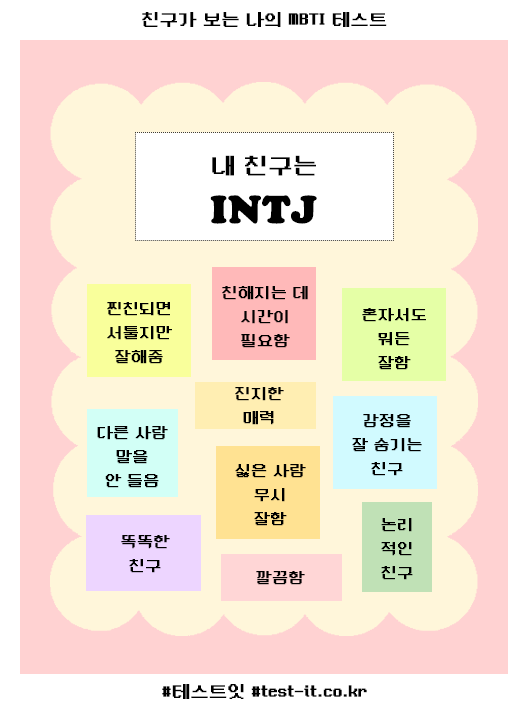 친구가 보는 나의 MBTI 테스트
내 친구는
INTJ
찐친되면
서툴지만
잘해줌
친해지는 데
시간이
필요함
혼자서도
뭐든
잘함
진지한
매력
다른 사람
말을
안 들음
감정을
잘 숨기는
친구
싫은 사람
무시
잘함
똑똑한
친구
깔끔함
논리
적인
친구
#테스트잇 #test-it.co.kr